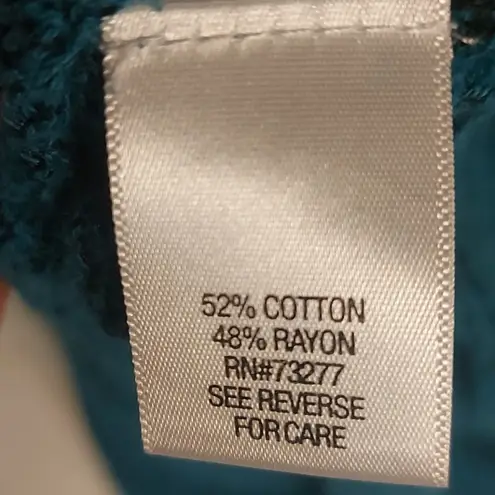 52% COTTON
48% RAYON
RN#73277
SEE REVERSE
FOR CARE